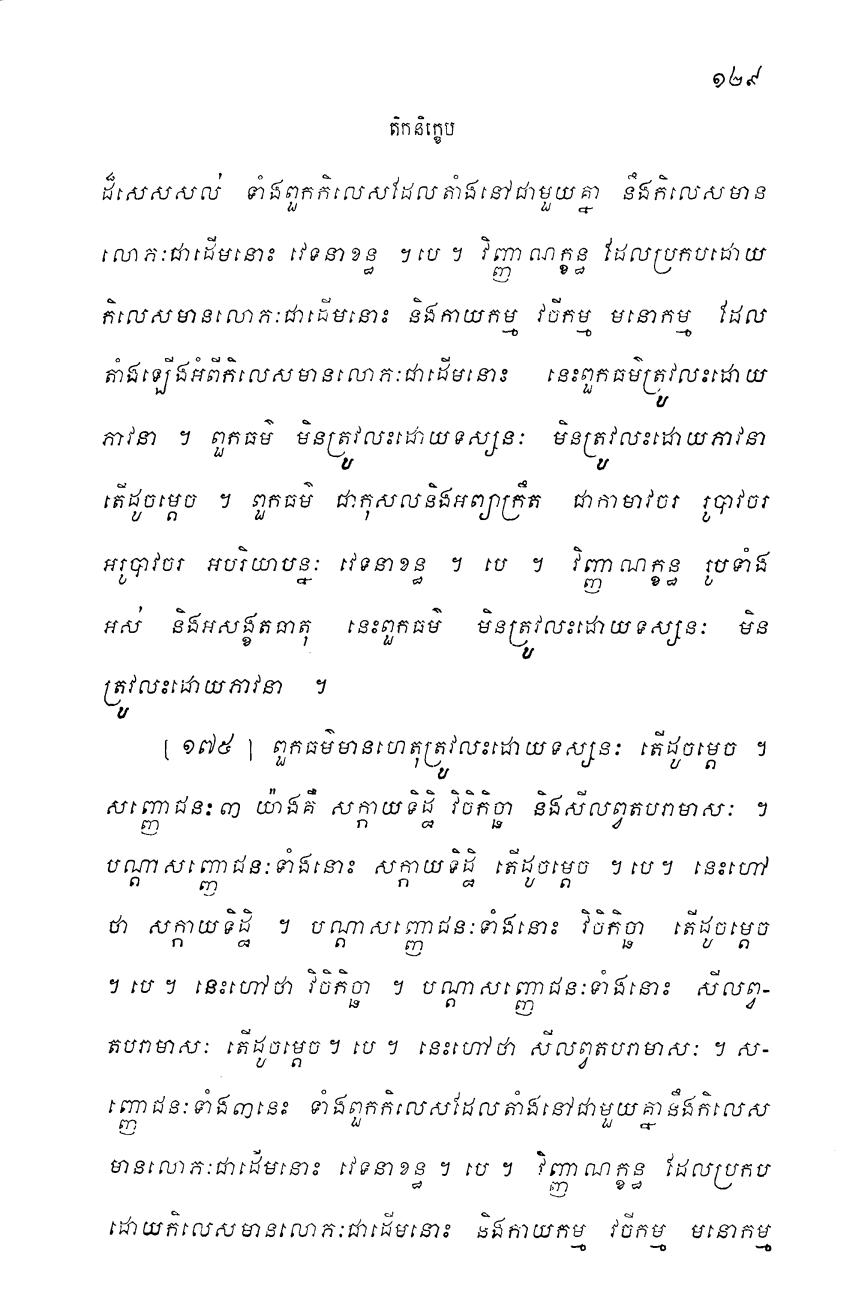 ១២៩
តិកនិក្ខេប
ដ៏សេសសល់ ទាំងពួកកិលេសដែលតាំងនៅជាមួយគ្នា នឹងកិលេសមាន
លោភៈជាដើមនោះ វេទនាខន្ធ ។បេ។ វិញ្ញាណក្ខន្ធ ដែលប្រកបដោយ
កិលេសមានលោភៈជាដើមនោះ និងកាយកម្ម វចីកម្ម មនោកម្ម ដែល
តាំងឡើងអំពីកិលេសមានលោភៈជាដើមនោះ នេះពួកធម៌ត្រូវលះដោយ
ភាវនា ។ ពួកធម៌ មិនត្រូវលះដោយទស្សនៈ មិនត្រូវលះដោយភាវនា
តើដូចម្តេច ។ ពួកធម៌ ជាកុសលនិងអព្យាក្រឹត ជាកាមាវចរ រូបាវចរ
អរូបាវចរ អបរិយាបន្នៈ វេទនាខន្ធ ។ បេ ។ វិញ្ញាណក្ខន្ធ រូបទាំង
អស់ និងអសង្ខតធាតុ នេះពួកធម៌ មិនត្រូវលះដោយទស្សនៈ មិន
ត្រូវលះដោយភាវនា ។
[ ១៧៥ ] ពួកធម៌មានហេតុត្រូវលះដោយទស្សនៈ តើដូចម្តេច ។
សញ្ញោជនៈ ៣ យ៉ាងគឺ សក្កាយទិដ្ឋិ វិចិកិច្ឆា និងសីលព្វតបរាមាសៈ ។
បណ្តាសញ្ញោជនៈទាំងនោះ សក្កាយទិដ្ឋិ តើដូចម្តេច ។បេ។ នេះហៅ
ថា សក្កាយទិដ្ឋិ ។ បណ្តាសញ្ញោជនៈទាំងនោះ វិចិកិច្ឆា តើដូចម្តេច
។ បេ ។ នេះហៅថា វិចិកិច្ឆា ។ បណ្តាសញ្ញោជនៈទាំងនោះ សីលព្វ-
តបរាមាសៈ តើដូចម្តេច ។ បេ ។ នេះហៅថា សីលព្វតបរាមាសៈ ។ ស-
ញ្ញោជនៈទាំង៣នេះ ទាំងពួកកិលេសដែលតាំងនៅជាមួយគ្នានឹងកិលេស
មានលោភៈជាដើមនោះ វេទនាខន្ធ ។ បេ ។ វិញ្ញាណក្ខន្ធ ដែលប្រកប
ដោយកិលេសមានលោភៈជាដើមនោះ និងកាយកម្ម វចីកម្ម មនោកម្ម